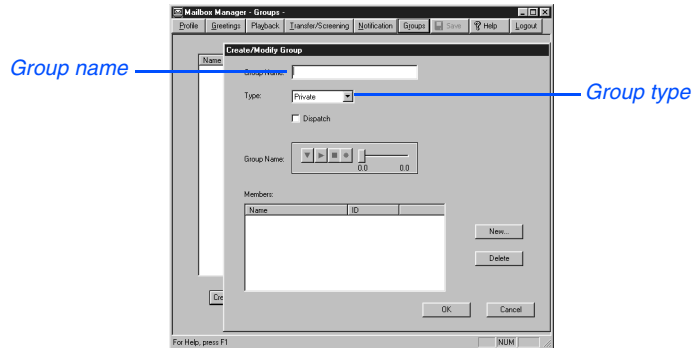 Mailbox Manager - Groups -
Profile Greetings Playback Transfer/Screening Notification Groups Save Help Logout
Name
Create/Modify Group
Group name
Group Name:
Type: Private
Group type
Dispatch
Group Name:
0.0 0.0
Members:
Name ID
New...
Delete
Cre
OK Cancel
For Help, press F1 NUM